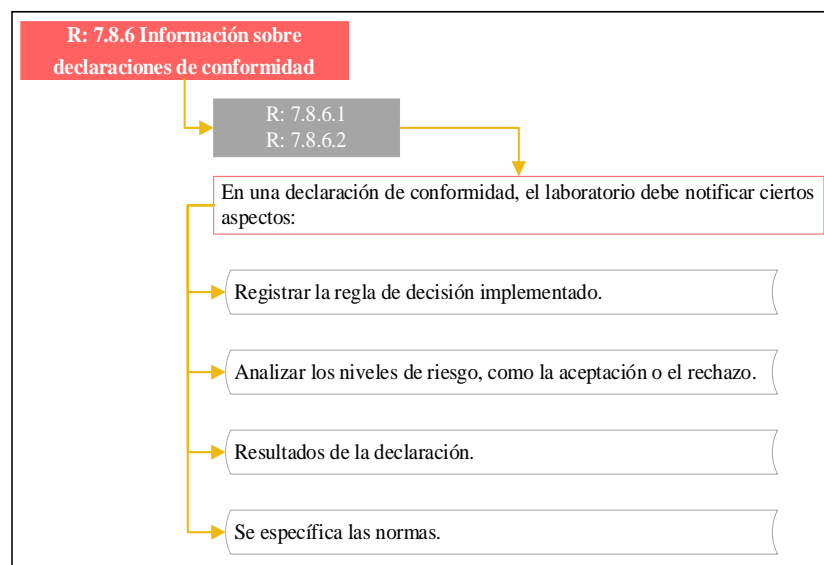 R: 7.8.6 Información sobre
declaraciones de conformidad
R: 7.8.6.1
R: 7.8.6.2
En una declaración de conformidad, el laboratorio debe notificar ciertos
aspectos:
Registrar la regla de decisión implementado.
Analizar los niveles de riesgo, como la aceptación o el rechazo.
Resultados de la declaración.
Se específica las normas.